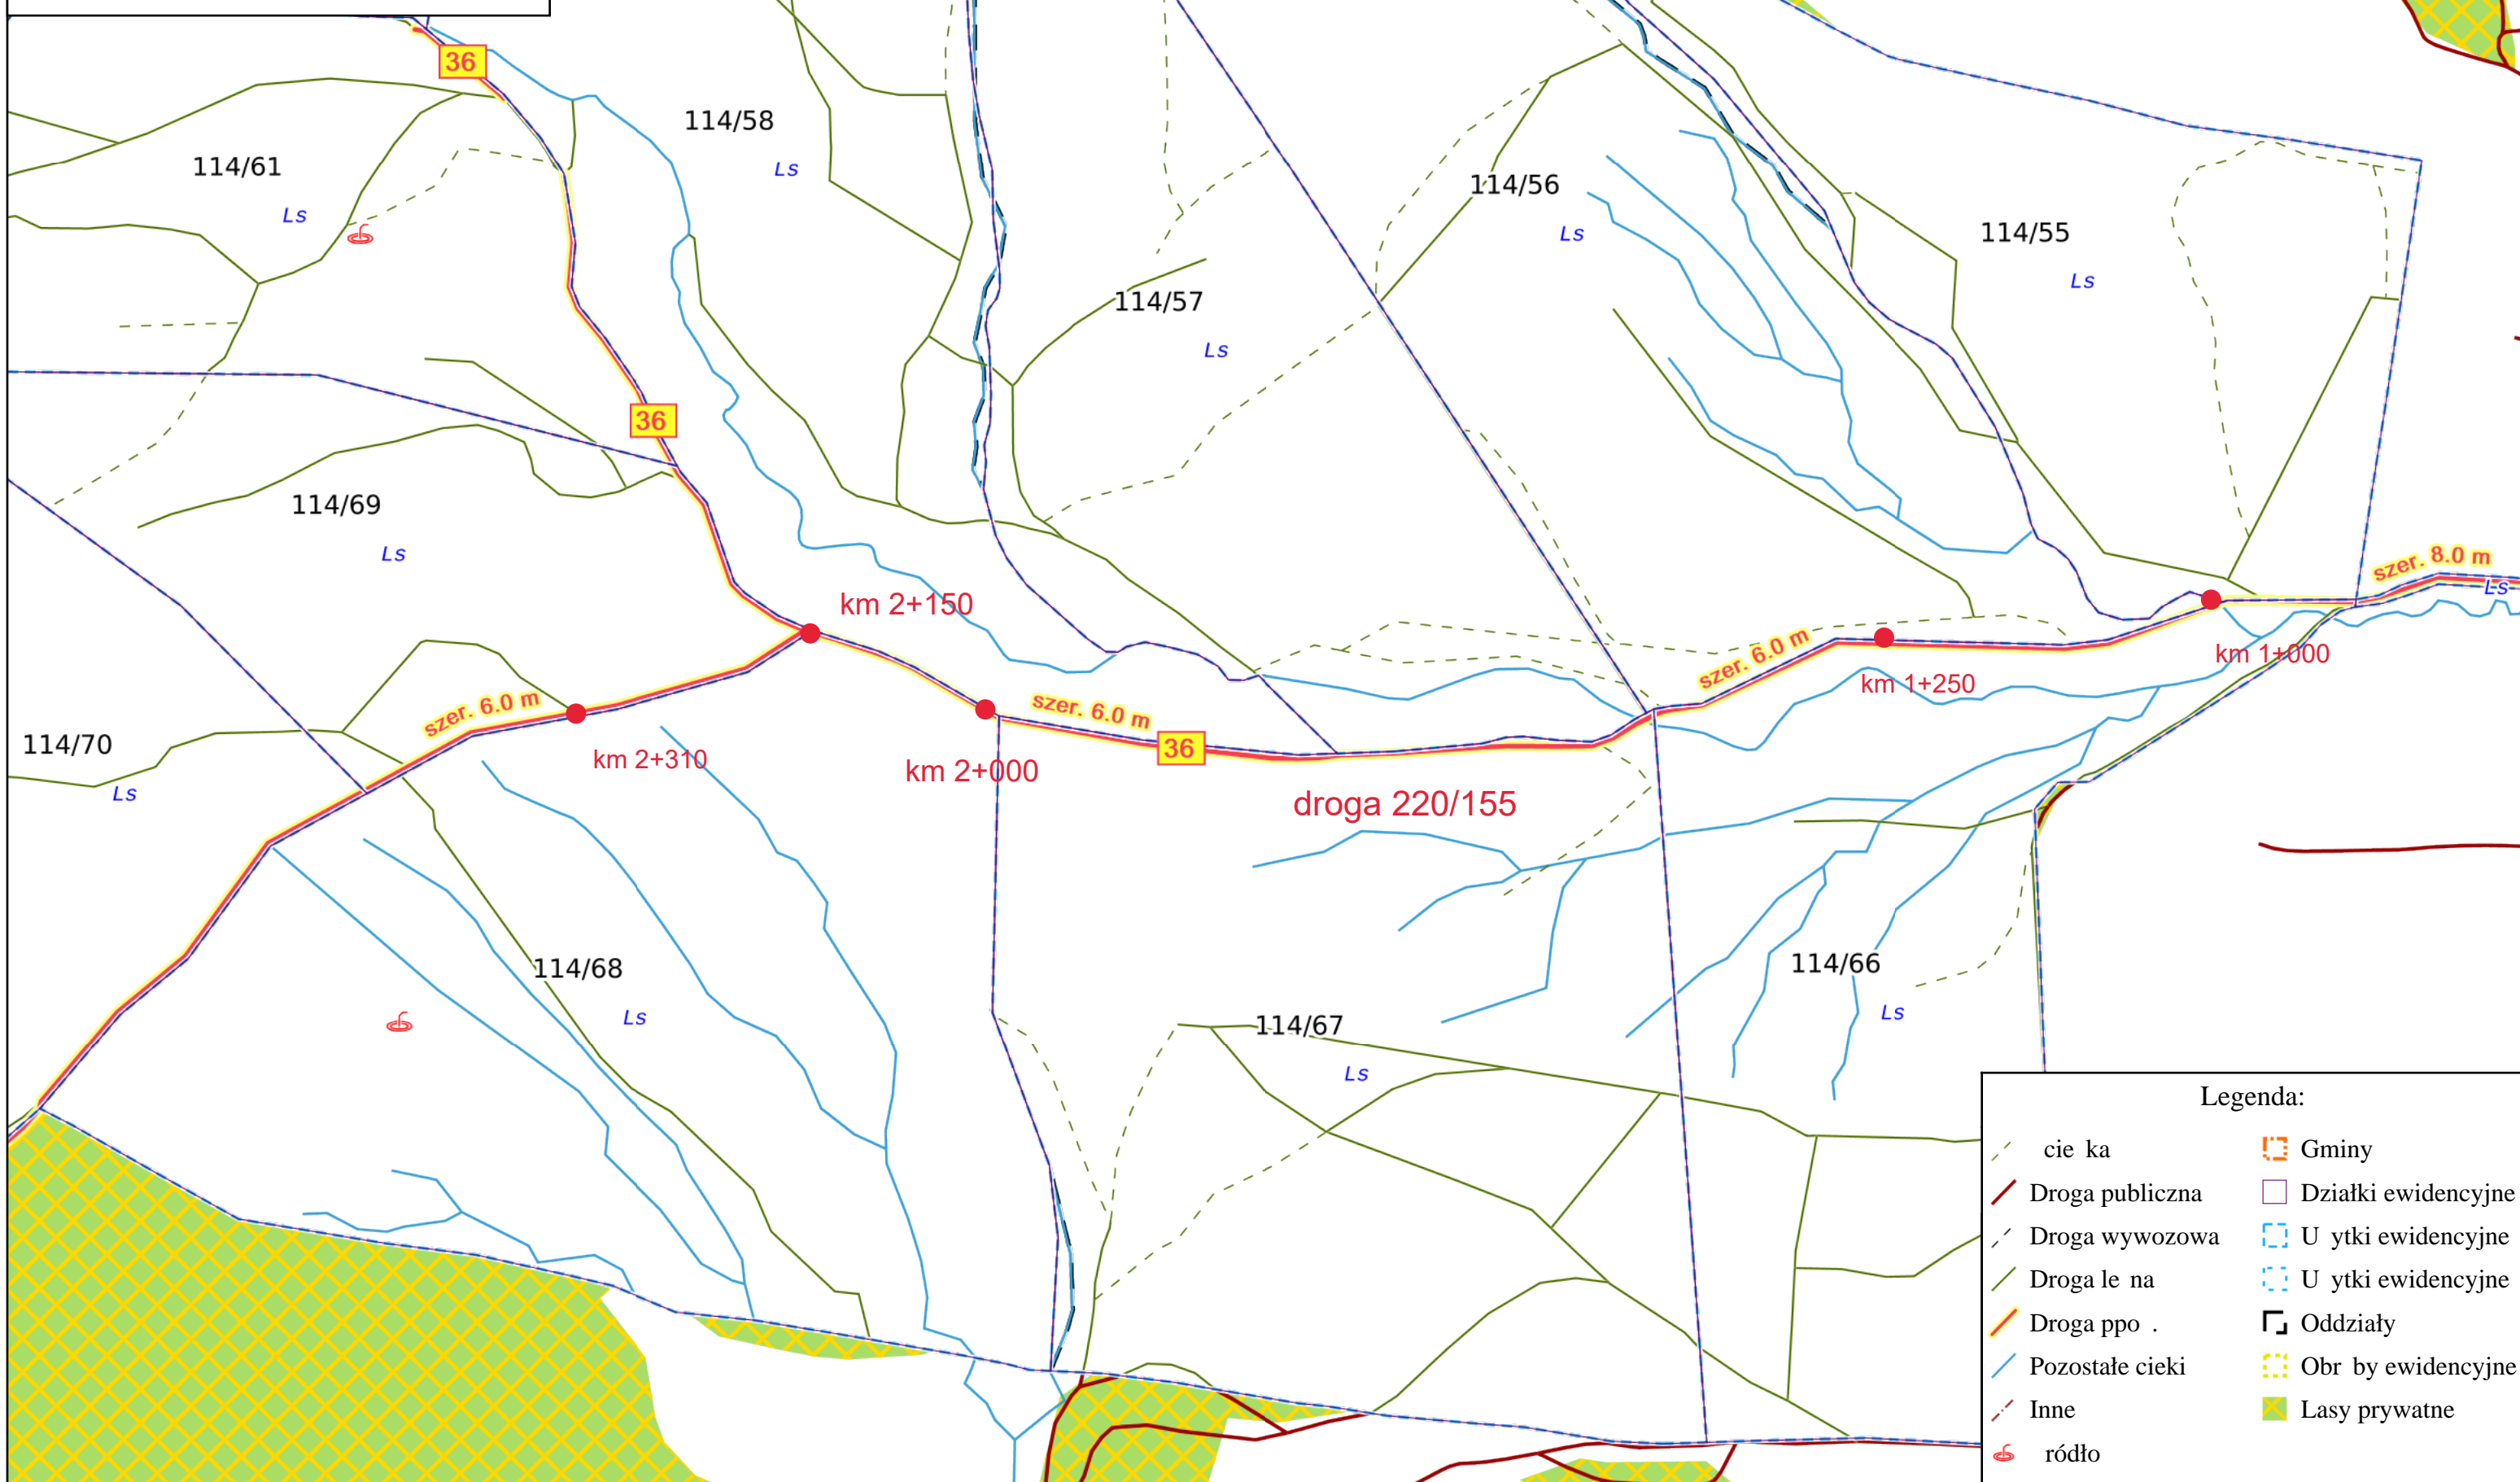 36
114/58
114/61
Ls
Ls
114/56
Ls
114/55
Ls
114/57
Ls
36
114/69
Ls
km 2+150
szer. 8.0 m
Ls
km 1+000
szer. 6.0 m
km 1+250
szer. 6.0 m
szer. 6.0 m
36
114/70
Ls
km 2+310
km 2+000
droga 220/155
114/68
Ls
114/66
Ls
114/67
Ls
Legenda:
cie ka
Droga publiczna
Droga wywozowa
Droga le na
Droga ppo .
Pozostałe cieki
Inne
ródło
Gminy
Działki ewidencyjne
U ytki ewidencyjne
U ytki ewidencyjne
Oddziały
Obr by ewidencyjne
Lasy prywatne